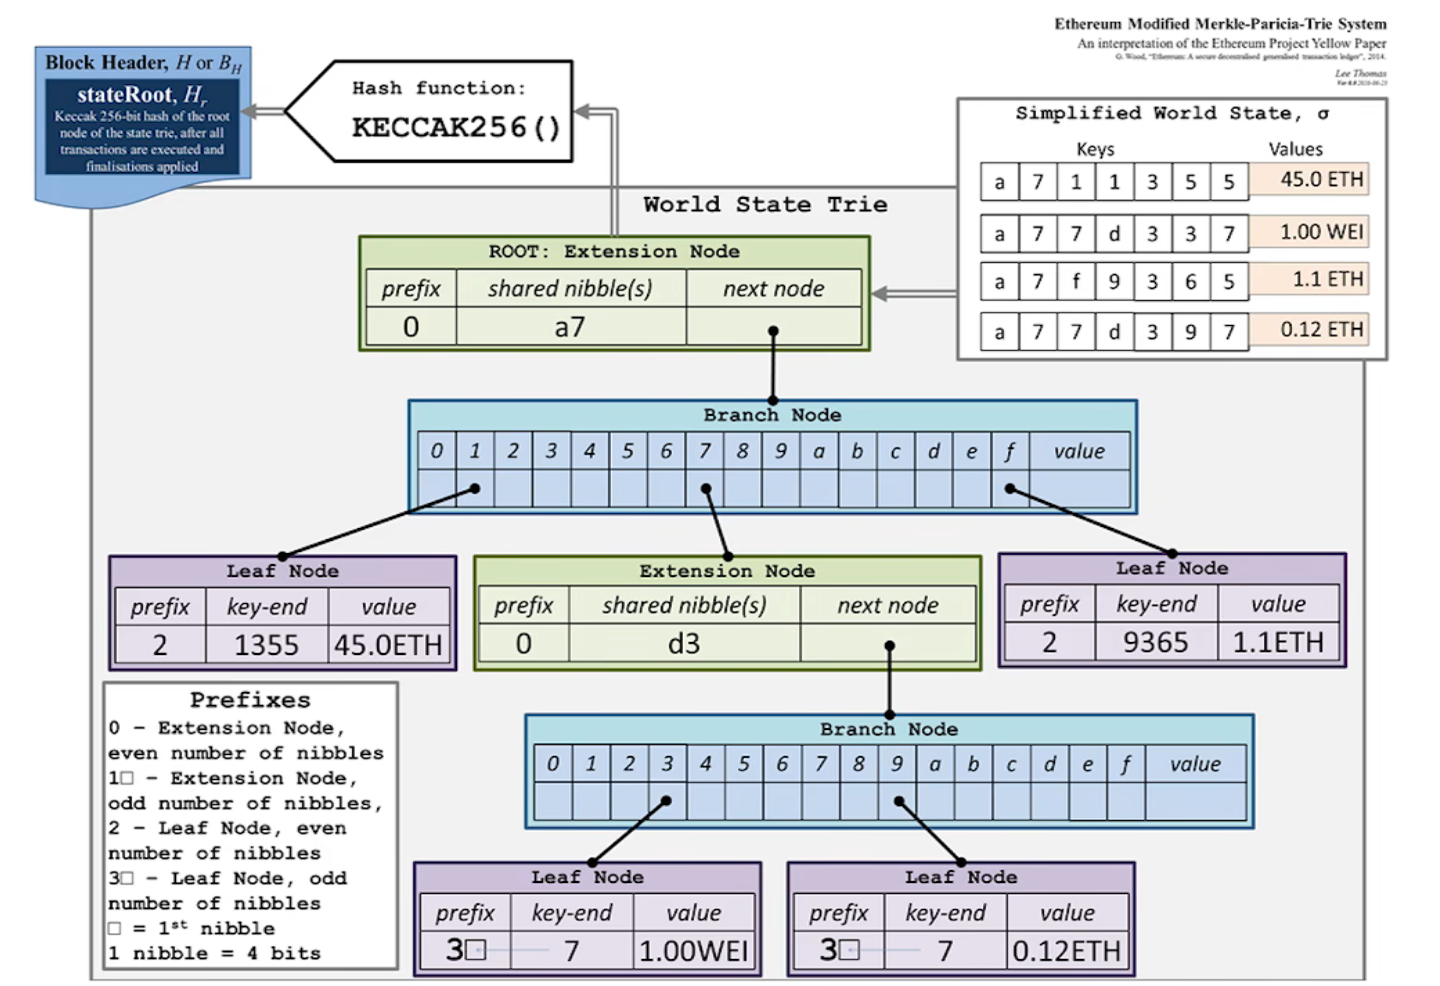 Ethereum Modified Merkle-Paricia-Trie System
An interpretation of the Ethereum Project Yellow Paper
G. Wood, "Ethereum: A secure decentralised generalised transaction ledger", 2014.
Lee Thomas
Block Header, H or B_H
stateRoot, H_r
Keccak 256-bit hash of the root
node of the state trie, after all
transactions are executed and
finalisations applied
Hash function:
KECCAK256()
Simplified World State, σ
Keys Values
a 7 1 1 3 5 5 45.0 ETH
a 7 7 d 3 3 7 1.00 WEI
a 7 f 9 3 6 5 1.1 ETH
a 7 7 d 3 9 7 0.12 ETH
World State Trie
ROOT: Extension Node
prefix shared nibble(s) next node
0 a7
Branch Node
0 1 2 3 4 5 6 7 8 9 a b c d e f value
Leaf Node
prefix key-end value
2 1355 45.0ETH
Extension Node
prefix shared nibble(s) next node
0 d3
Leaf Node
prefix key-end value
2 9365 1.1ETH
Branch Node
0 1 2 3 4 5 6 7 8 9 a b c d e f value
Leaf Node
prefix key-end value
3□ 7 1.00WEI
Leaf Node
prefix key-end value
3□ 7 0.12ETH
Prefixes
0 – Extension Node,
even number of nibbles
1□ – Extension Node,
odd number of nibbles,
2 – Leaf Node, even
number of nibbles
3□ – Leaf Node, odd
number of nibbles
□ = 1st nibble
1 nibble = 4 bits